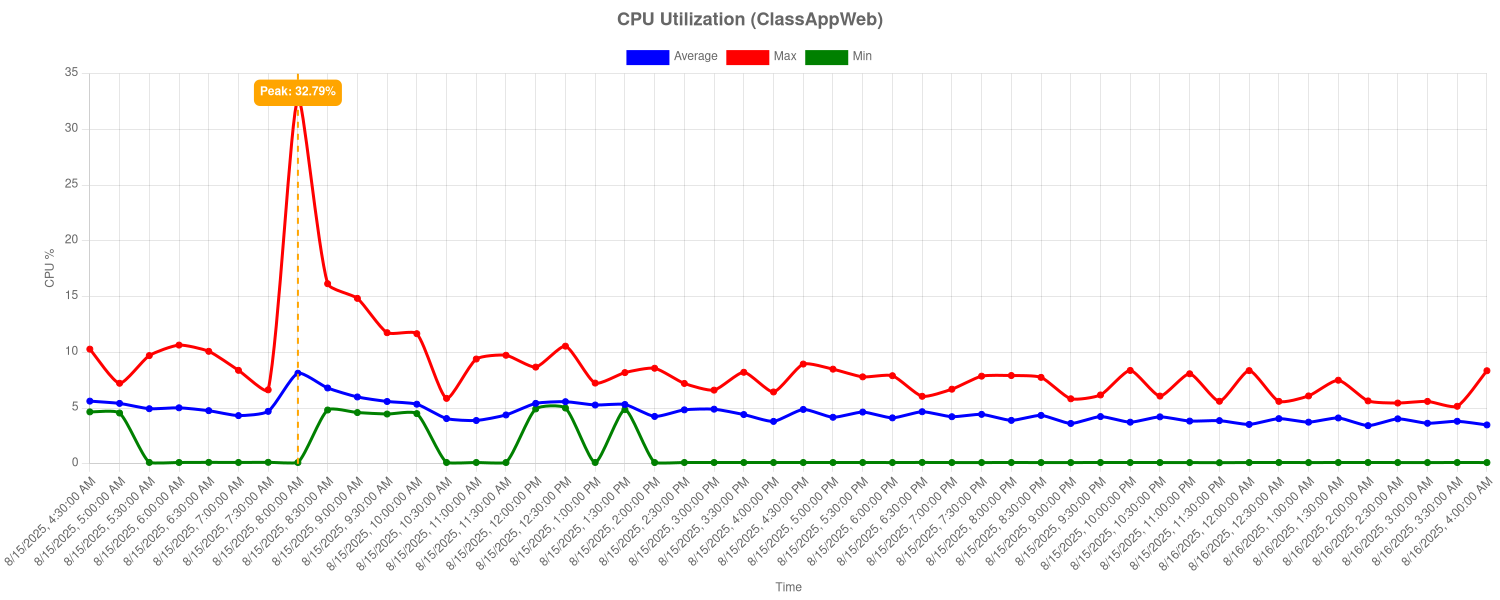 CPU Utilization (ClassAppWeb)
Average Max Min
35
Peak: 32.79%
30
25
20
CPU %
15
10
5
0
8/15/2025, 4:30:00 AM
8/15/2025, 5:00:00 AM
8/15/2025, 5:30:00 AM
8/15/2025, 6:00:00 AM
8/15/2025, 6:30:00 AM
8/15/2025, 7:00:00 AM
8/15/2025, 7:30:00 AM
8/15/2025, 8:00:00 AM
8/15/2025, 8:30:00 AM
8/15/2025, 9:00:00 AM
8/15/2025, 9:30:00 AM
8/15/2025, 10:00:00 AM
8/15/2025, 10:30:00 AM
8/15/2025, 11:00:00 AM
8/15/2025, 11:30:00 AM
8/15/2025, 12:00:00 PM
8/15/2025, 12:30:00 PM
8/15/2025, 1:00:00 PM
8/15/2025, 1:30:00 PM
8/15/2025, 2:00:00 PM
8/15/2025, 2:30:00 PM
8/15/2025, 3:00:00 PM
8/15/2025, 3:30:00 PM
8/15/2025, 4:00:00 PM
8/15/2025, 4:30:00 PM
8/15/2025, 5:00:00 PM
8/15/2025, 5:30:00 PM
8/15/2025, 6:00:00 PM
8/15/2025, 6:30:00 PM
8/15/2025, 7:00:00 PM
8/15/2025, 7:30:00 PM
8/15/2025, 8:00:00 PM
8/15/2025, 8:30:00 PM
8/15/2025, 9:00:00 PM
8/15/2025, 9:30:00 PM
8/15/2025, 10:00:00 PM
8/15/2025, 10:30:00 PM
8/15/2025, 11:00:00 PM
8/15/2025, 11:30:00 PM
8/16/2025, 12:00:00 AM
8/16/2025, 12:30:00 AM
8/16/2025, 1:00:00 AM
8/16/2025, 1:30:00 AM
8/16/2025, 2:00:00 AM
8/16/2025, 2:30:00 AM
8/16/2025, 3:00:00 AM
8/16/2025, 3:30:00 AM
8/16/2025, 4:00:00 AM
Time